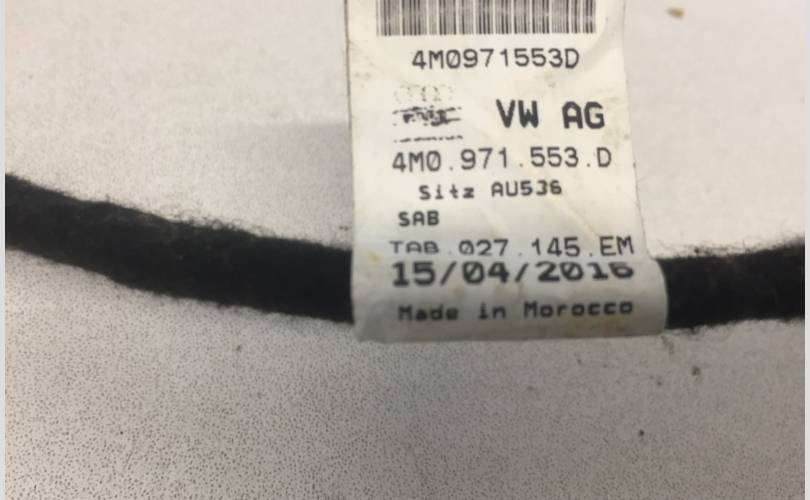 4M0971553D
VW AG
4M0.971.553.D
Sitz AU536
SAB
TAB.027.145.EM
15/04/2016
Made in Morocco